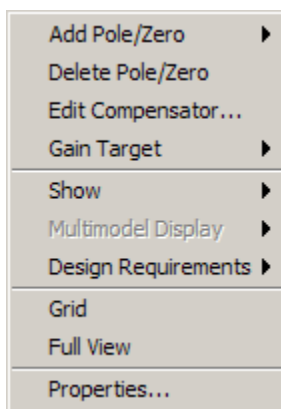 Add Pole/Zero
Delete Pole/Zero
Edit Compensator...
Gain Target
Show
Multimodel Display
Design Requirements
Grid
Full View
Properties...